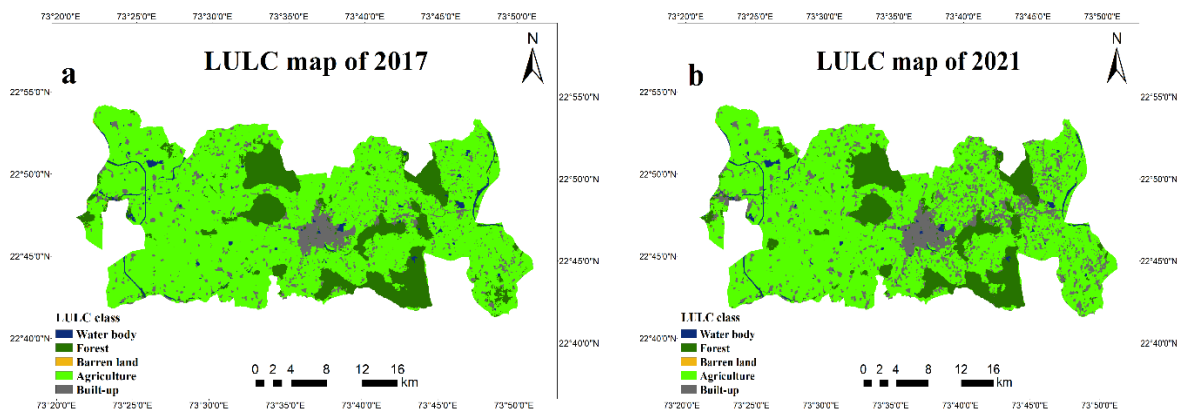 73°20'0"E 73°25'0"E 73°30'0"E 73°35'0"E 73°40'0"E 73°45'0"E 73°50'0"E
a
LULC map of 2017
N
22°55'0"N
22°50'0"N
22°45'0"N
22°40'0"N
22°55'0"N
22°50'0"N
22°45'0"N
22°40'0"N
LULC class
Water body
Forest
Barren land
Agriculture
Built-up
0 2 4 8 12 16
km
73°20'0"E 73°25'0"E 73°30'0"E 73°35'0"E 73°40'0"E 73°45'0"E 73°50'0"E
73°20'0"E 73°25'0"E 73°30'0"E 73°35'0"E 73°40'0"E 73°45'0"E 73°50'0"E
b
LULC map of 2021
N
22°55'0"N
22°50'0"N
22°45'0"N
22°40'0"N
22°55'0"N
22°50'0"N
22°45'0"N
22°40'0"N
LULC class
Water body
Forest
Barren land
Agriculture
Built-up
0 2 4 8 12 16
km
73°20'0"E 73°25'0"E 73°30'0"E 73°35'0"E 73°40'0"E 73°45'0"E 73°50'0"E